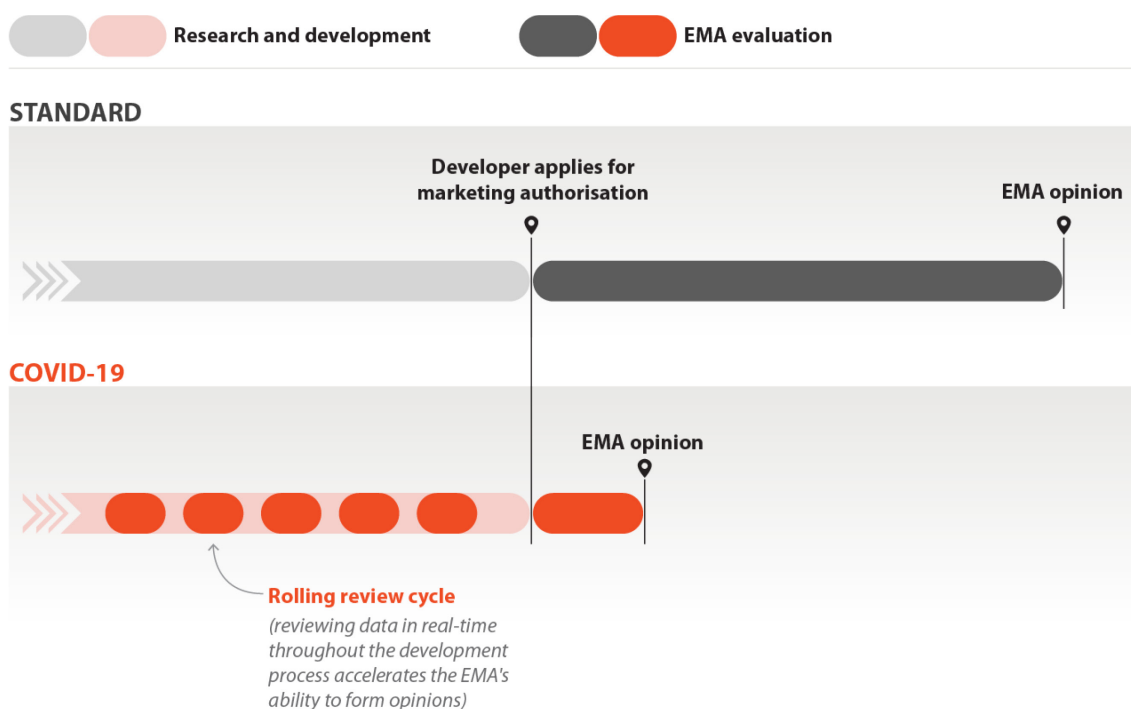 Research and development
EMA evaluation
STANDARD
Developer applies for
marketing authorisation
EMA opinion
COVID-19
EMA opinion
Rolling review cycle
(reviewing data in real-time
throughout the development
process accelerates the EMA's
ability to form opinions)